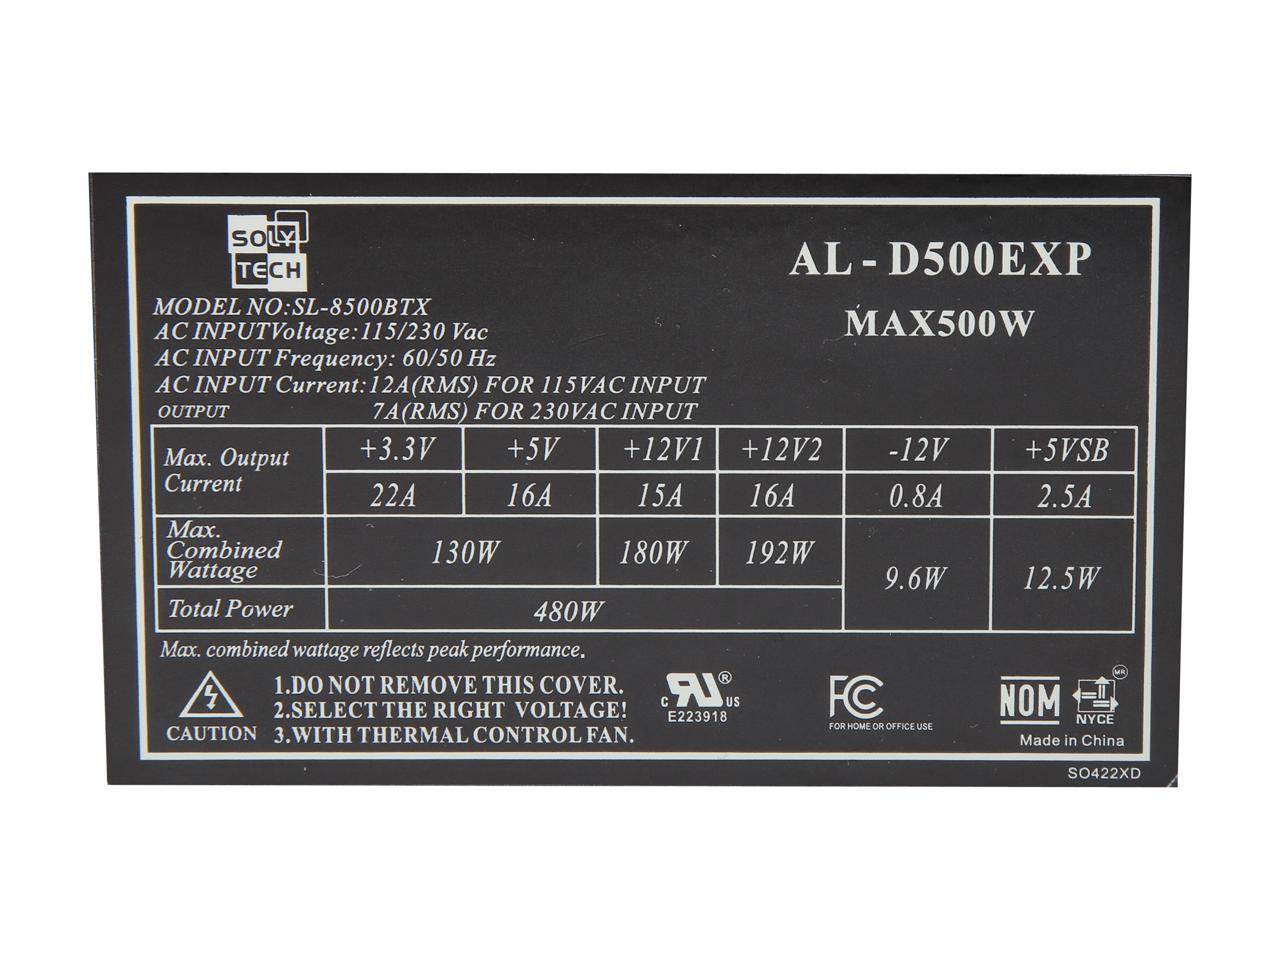 SOLY
TECH
AL - D500EXP
MAX500W
MODEL NO:SL-8500BTX
AC INPUTVoltage:115/230 Vac
AC INPUT Frequency: 60/50 Hz
AC INPUT Current:12A(RMS) FOR 115VAC INPUT
OUTPUT 7A(RMS) FOR 230VAC INPUT
Max. Output Current +3.3V +5V +12V1 +12V2 -12V +5VSB
22A 16A 15A 16A 0.8A 2.5A
Max. Combined Wattage 130W 180W 192W 9.6W 12.5W
Total Power 480W
Max. combined wattage reflects peak performance.
CAUTION
1.DO NOT REMOVE THIS COVER.
2.SELECT THE RIGHT VOLTAGE!
3.WITH THERMAL CONTROL FAN.
c RU ® US
E223918
FC
FOR HOME OR OFFICE USE
NOM
MR
NYCE
Made in China
SO422XD